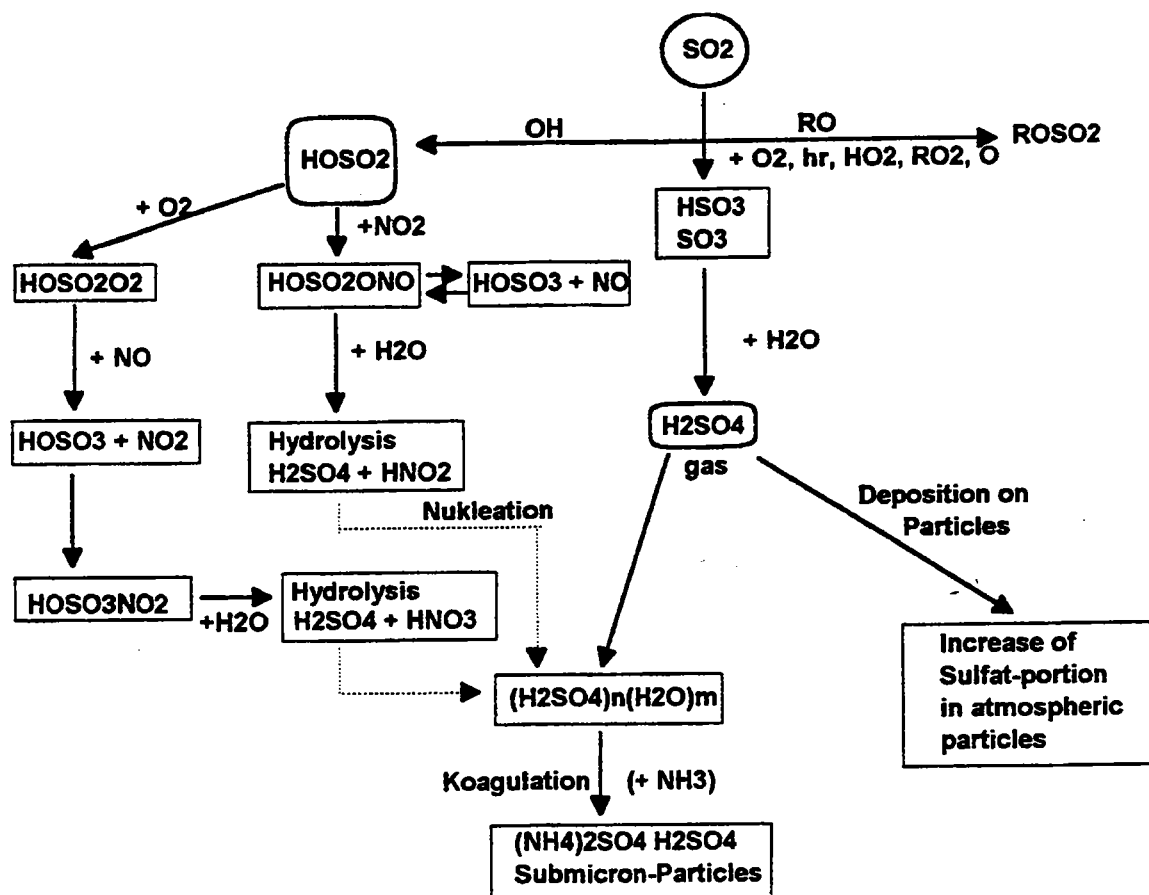 SO2
OH
RO
ROSO2
+ O2, hr, HO2, RO2, O
HOSO2
+ O2
+NO2
HSO3
SO3
HOSO2O2
HOSO2ONO
HOSO3 + NO
+ NO
+ H2O
+ H2O
HOSO3 + NO2
Hydrolysis
H2SO4 + HNO2
H2SO4
gas
Nukleation
Deposition on
Particles
HOSO3NO2
+H2O
Hydrolysis
H2SO4 + HNO3
Increase of
Sulfat-portion
in atmospheric
particles
(H2SO4)n(H2O)m
Koagulation (+ NH3)
(NH4)2SO4 H2SO4
Submicron-Particles